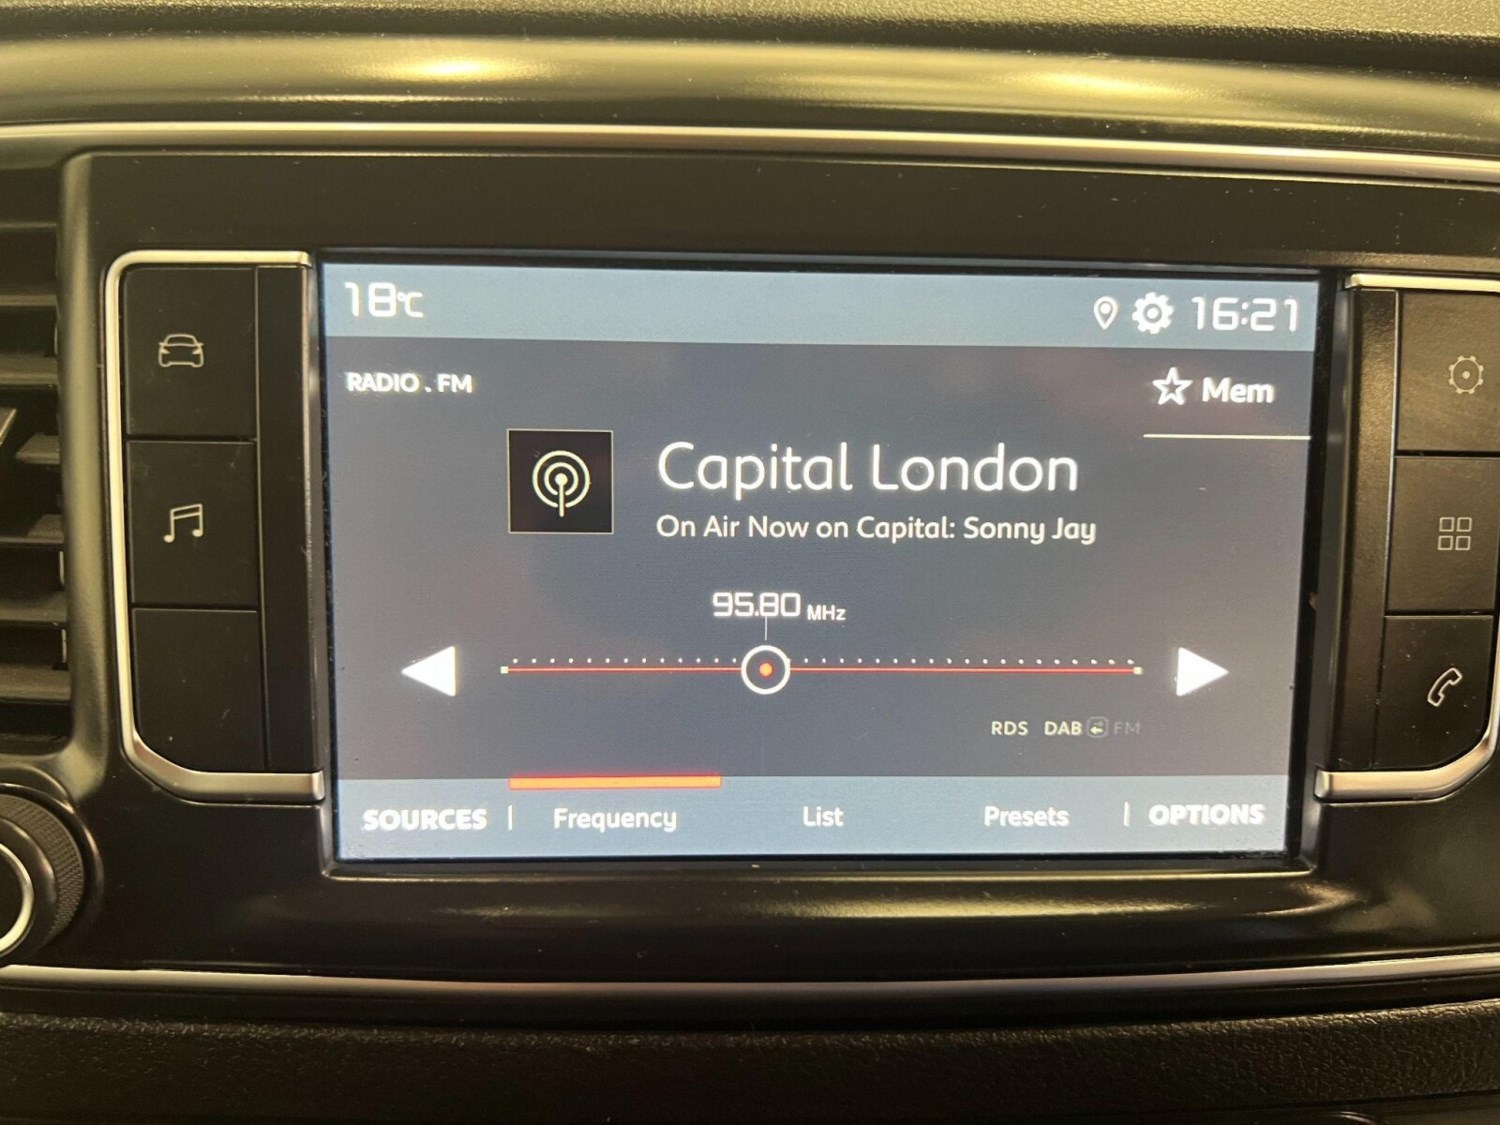 18°C 16:21
RADIO . FM
Mem
Capital London
On Air Now on Capital: Sonny Jay
95.80 MHz
RDS DAB FM
SOURCES | Frequency List Presets | OPTIONS